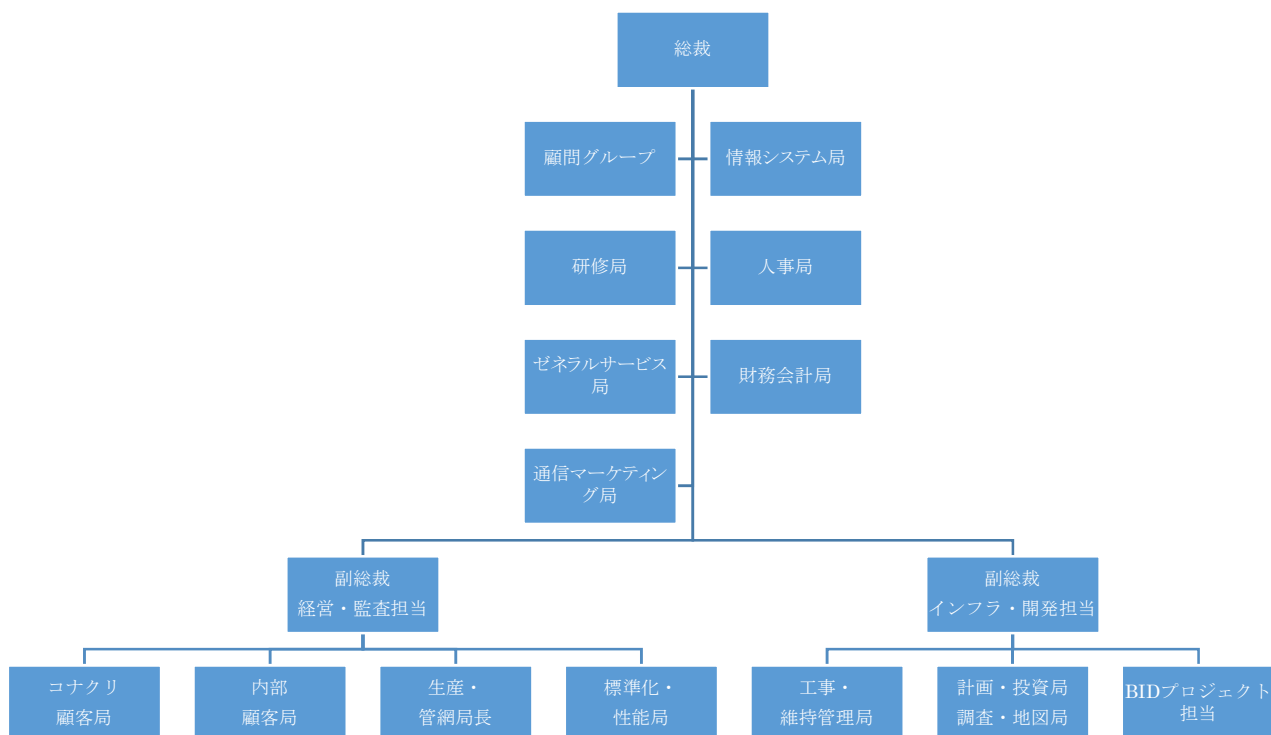 総裁
顧問グループ
情報システム局
研修局
人事局
ゼネラルサービス
局
財務会計局
通信マーケティン
グ局
副総裁
経営・監査担当
副総裁
インフラ・開発担当
コナクリ
顧客局
内部
顧客局
生産・
管網局長
標準化・
性能局
工事・
維持管理局
計画・投資局
調査・地図局
BIDプロジェクト
担当